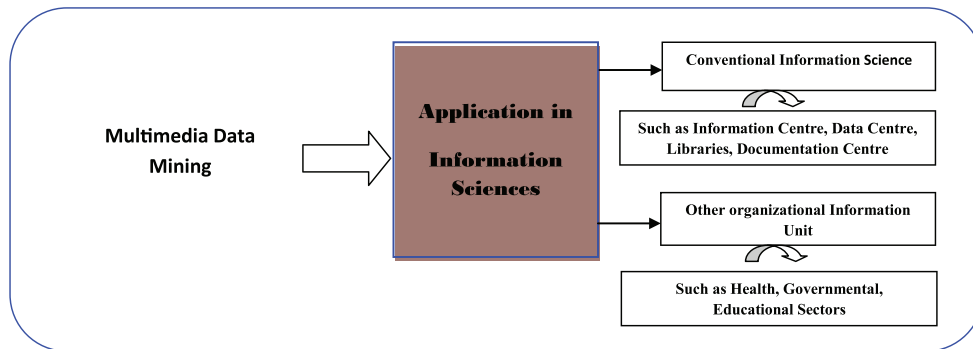 Multimedia Data
Mining
Application in
Information
Sciences
Conventional Information Science
Such as Information Centre, Data Centre,
Libraries, Documentation Centre
Other organizational Information
Unit
Such as Health, Governmental,
Educational Sectors